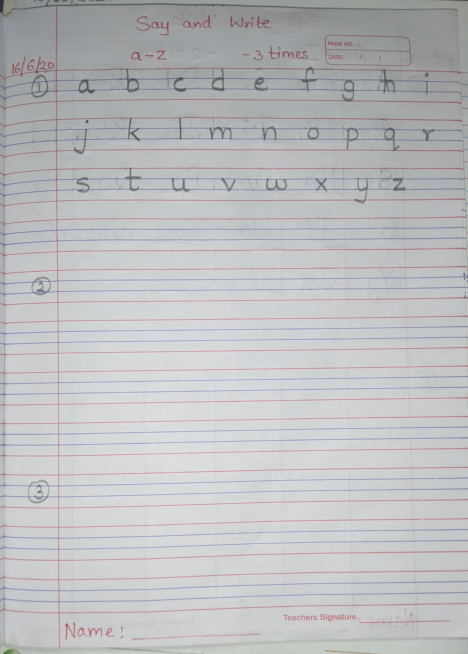 Say and Write
PAGE NO.
a-z -3 times
DATE: / /
16/6/20
① a b c d e f g h i
j k l m n o p q r
s t u v w x y z
②
③
Teachers Signature
Name: